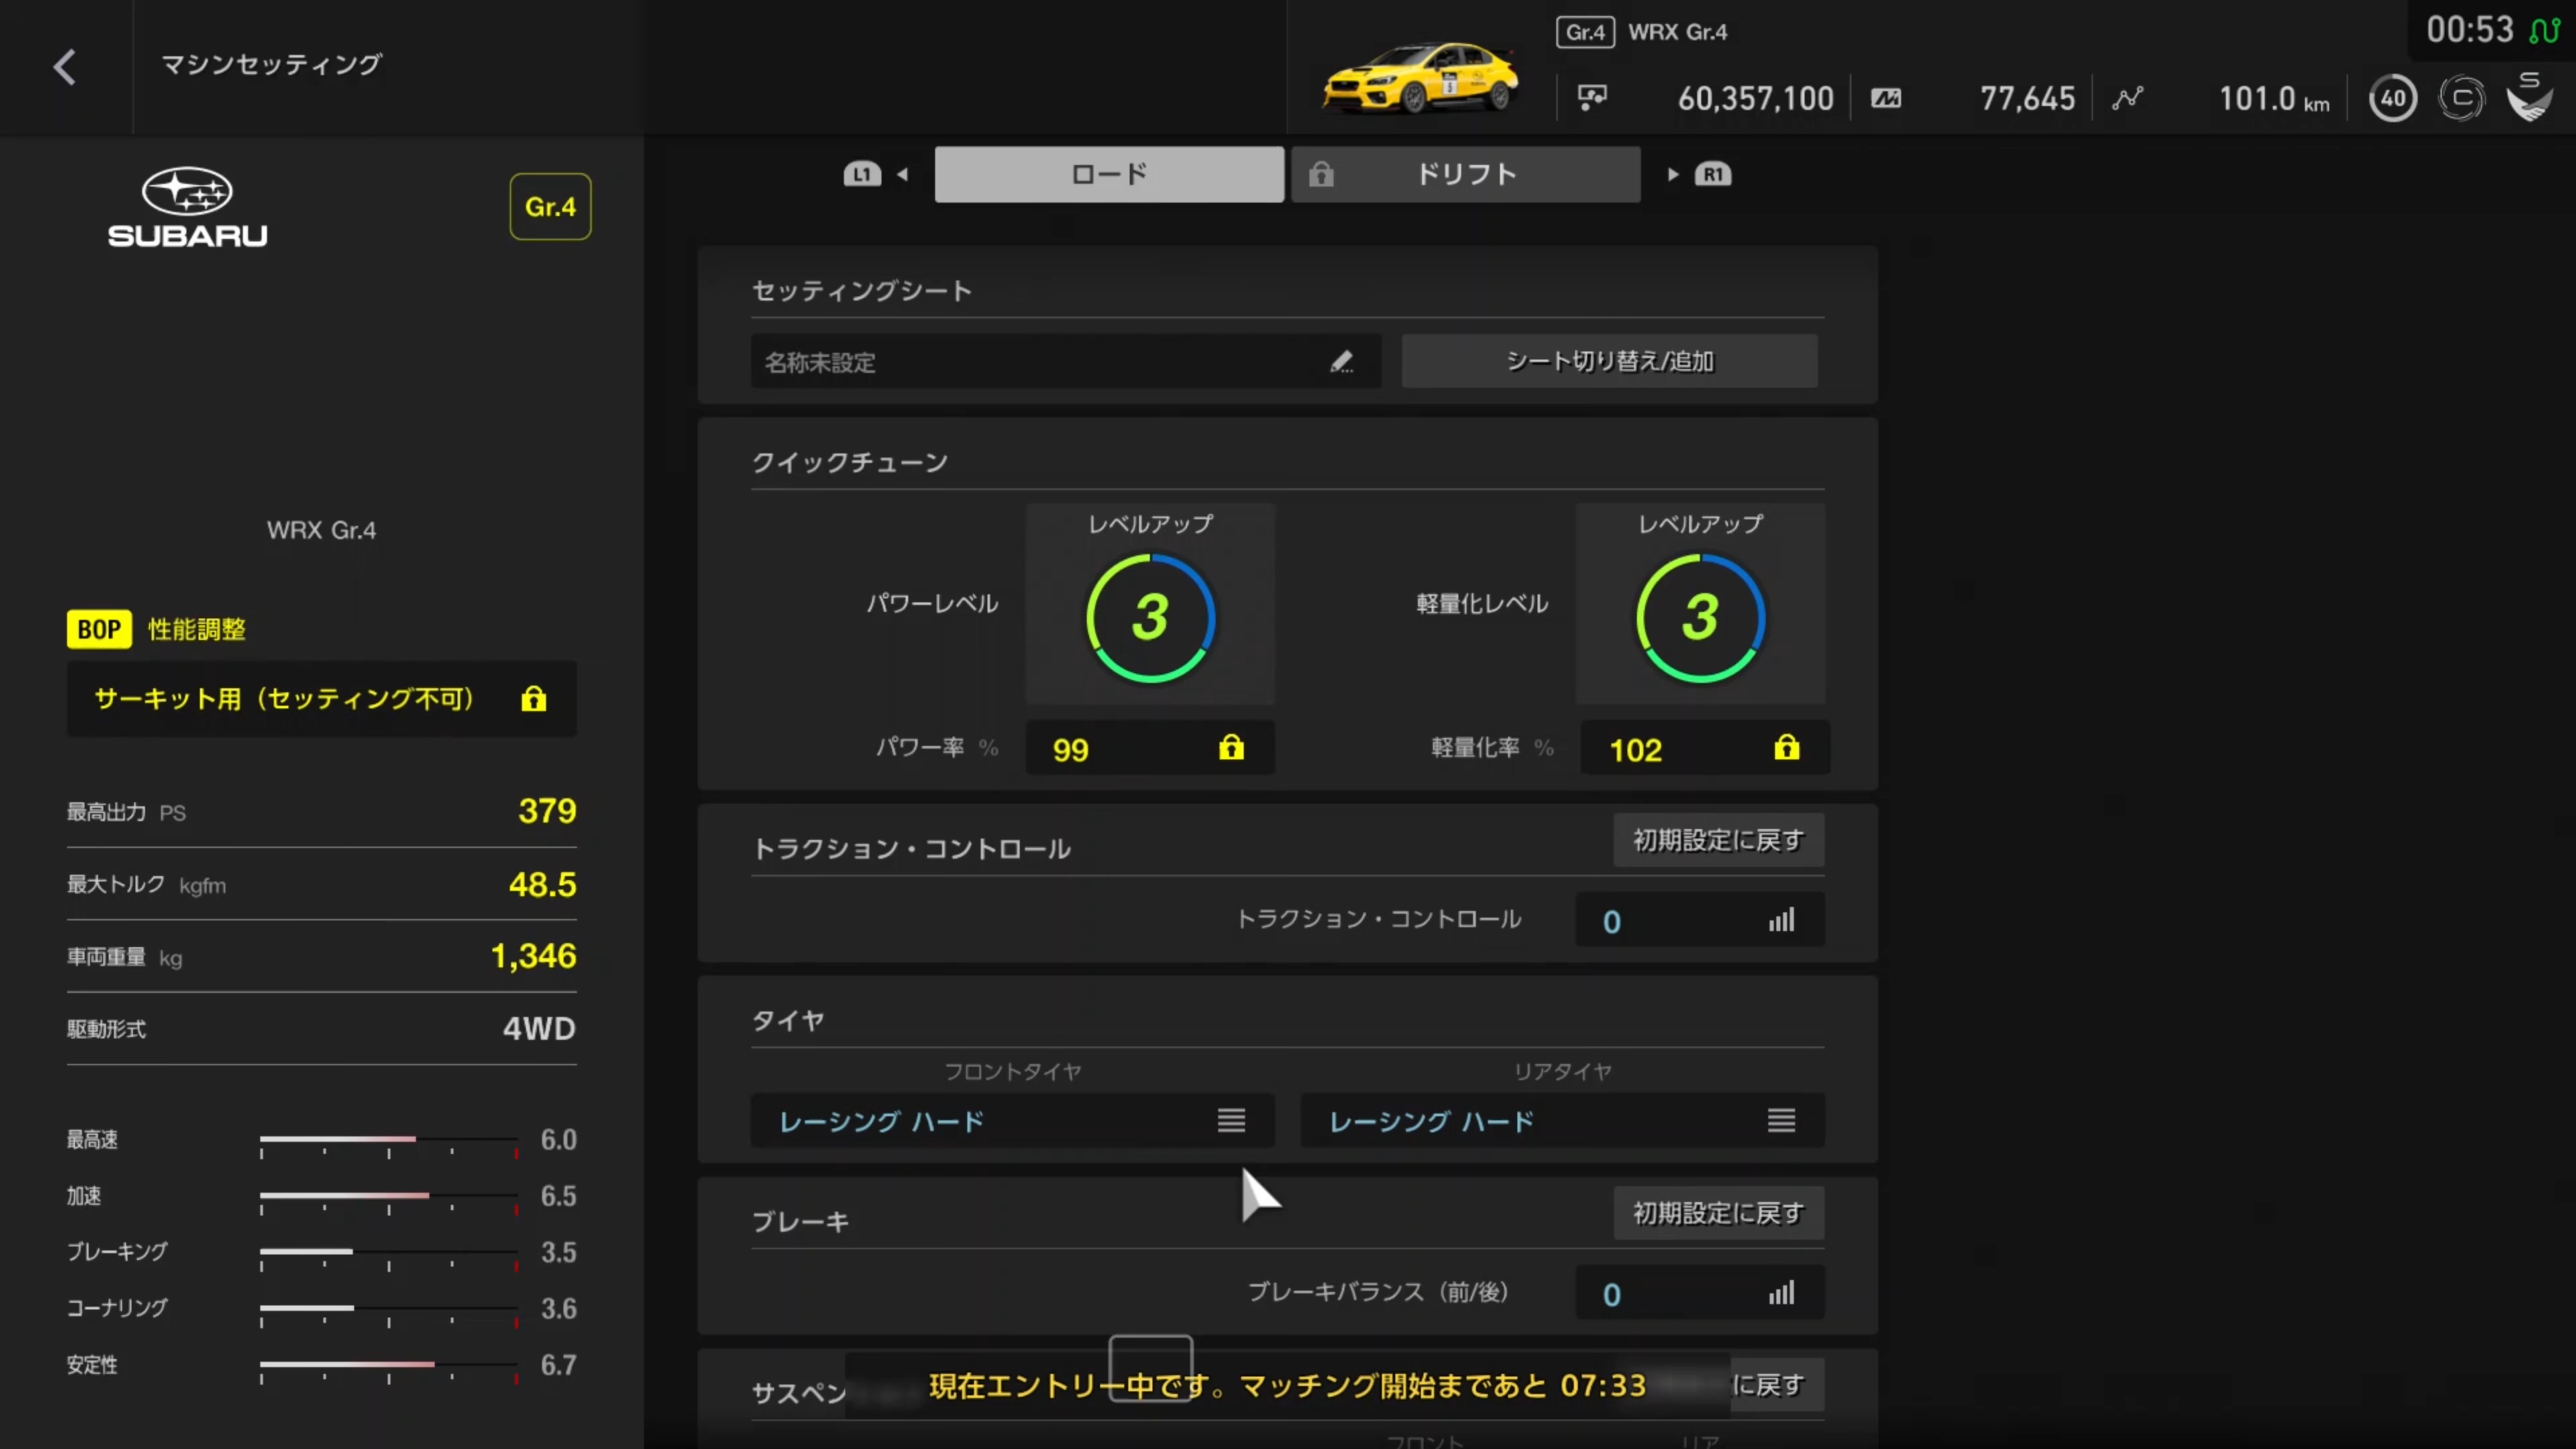 マシンセッティング
Gr.4 WRX Gr.4
00:53
60,357,100
77,645
101.0 km
40
C
S
SUBARU
Gr.4
WRX Gr.4
BOP 性能調整
サーキット用（セッティング不可）
最高出力 PS 379
最大トルク kgfm 48.5
車両重量 kg 1,346
駆動形式 4WD
最高速 6.0
加速 6.5
ブレーキング 3.5
コーナリング 3.6
安定性 6.7
L1 ロード ドリフト R1
セッティングシート
名称未設定 シート切り替え/追加
クイックチューン
レベルアップ レベルアップ
パワーレベル 3 軽量化レベル 3
パワー率 % 99 軽量化率 % 102
トラクション・コントロール 初期設定に戻す
トラクション・コントロール 0
タイヤ
フロントタイヤ リアタイヤ
レーシング ハード レーシング ハード
ブレーキ 初期設定に戻す
ブレーキバランス（前/後） 0
サスペン に戻す
現在エントリー中です。マッチング開始まであと 07:33
フロント リア